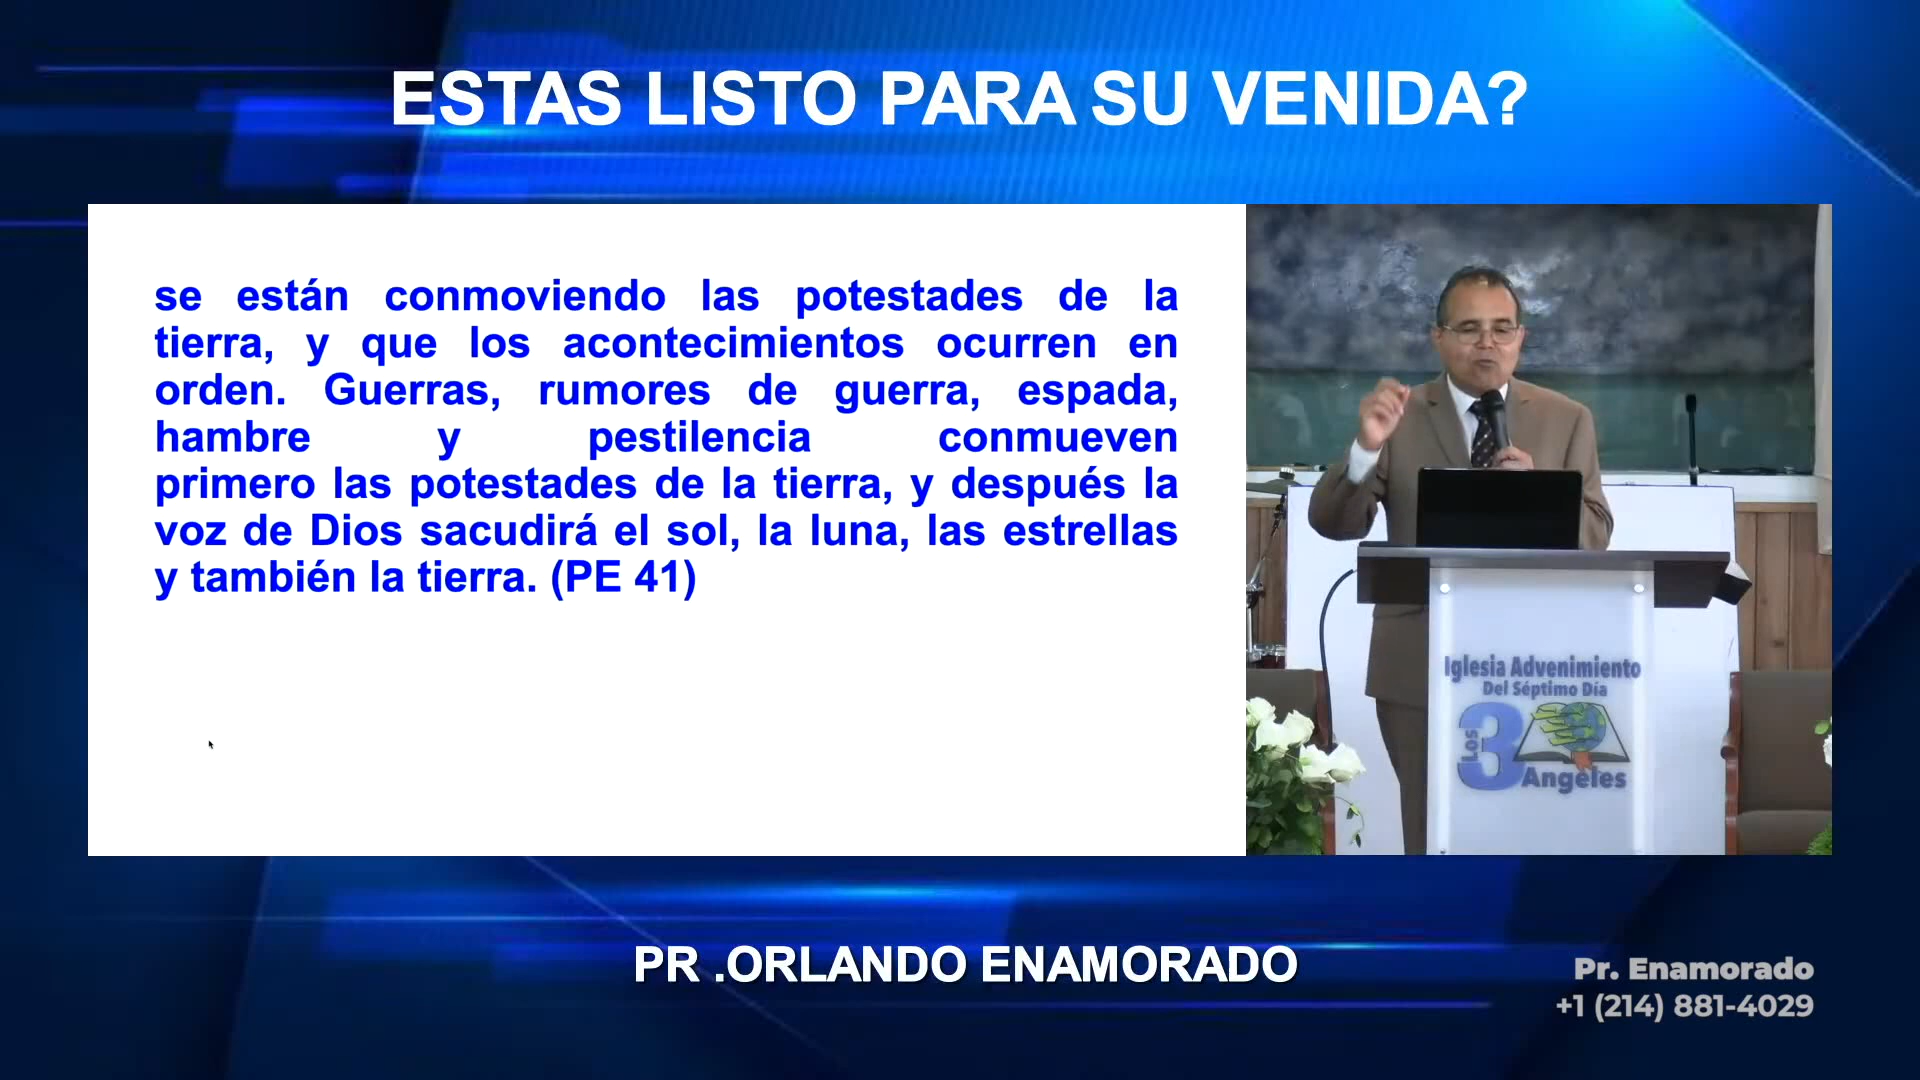 ESTAS LISTO PARA SU VENIDA?
se están conmoviendo las potestades de la
tierra, y que los acontecimientos ocurren en
orden. Guerras, rumores de guerra, espada,
hambre y pestilencia conmueven
primero las potestades de la tierra, y después la
voz de Dios sacudirá el sol, la luna, las estrellas
y también la tierra. (PE 41)
Iglesia Advenimiento
Del Séptimo Día
Los 3
Angeles
PR .ORLANDO ENAMORADO
Pr. Enamorado
+1 (214) 881-4029